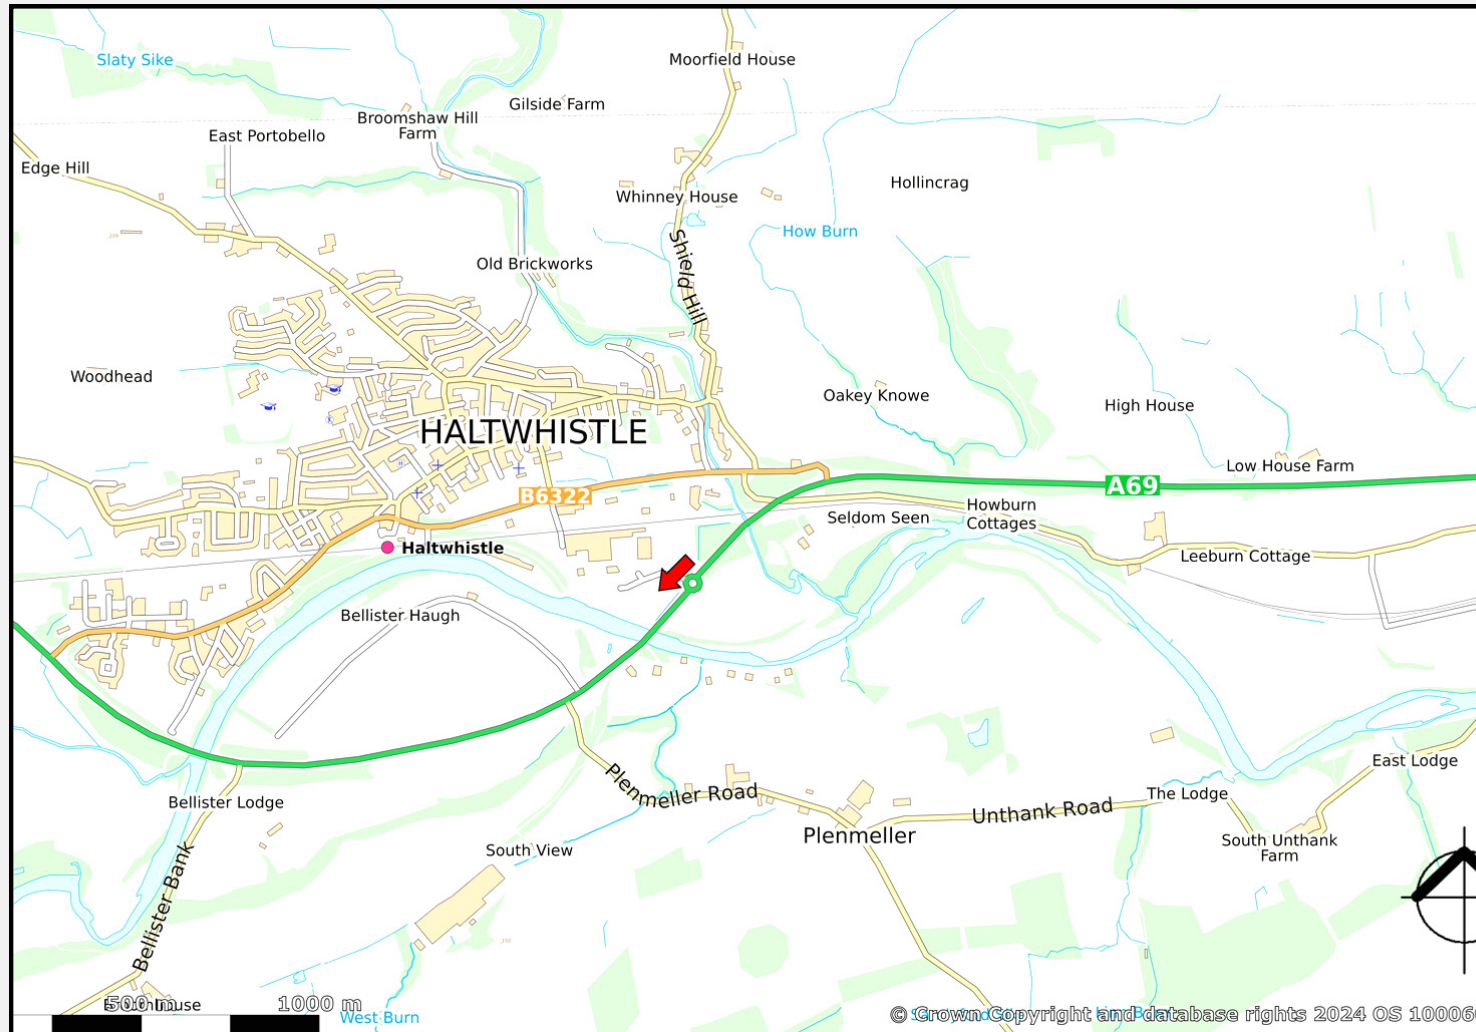 Slaty Sike
Moorfield House
Gilside Farm
Broomshaw Hill
Farm
East Portobello
Edge Hill
Whinney House
Hollincrag
How Burn
Shield Hill
Old Brickworks
Woodhead
Oakey Knowe
High House
HALTWHISTLE
Low House Farm
A69
B6322
Howburn
Cottages
Seldom Seen
Haltwhistle
Leeburn Cottage
Bellister Haugh
East Lodge
Plenmeller Road
The Lodge
Bellister Lodge
Unthank Road
Plenmeller
South Unthank
Farm
South View
Bellister Bank
500 m
1000 m
West Burn
© Crown Copyright and database rights 2024 OS 10006